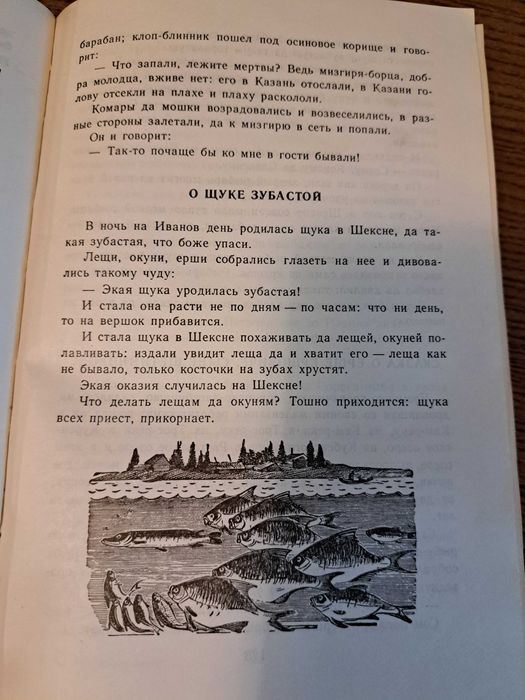 барабан; клоп-блинник пошел под осиновое корище и гово-
рит:
— Что запали, лежите мертвы? Ведь мизгиря-борца, доб-
ра молодца, вживе нет: его в Казань отослали, в Казани го-
лову отсекли на плахе и плаху раскололи.
Комары да мошки возрадовались и возвеселились, в раз-
ные стороны залетали, да к мизгирю в сеть и попали.
Он и говорит:
— Так-то почаще бы ко мне в гости бывали!
О ЩУКЕ ЗУБАСТОЙ
В ночь на Иванов день родилась щука в Шексне, да та-
кая зубастая, что боже упаси.
Лещи, окуни, ерши собрались глазеть на нее и дивова-
лись такому чуду:
— Экая щука уродилась зубастая!
И стала она расти не по дням — по часам: что ни день,
то на вершок прибавится.
И стала щука в Шексне похаживать да лещей, окуней по-
лавливать: издали увидит леща да и хватит его — леща как
не бывало, только косточки на зубах хрустят.
Экая оказия случилась на Шексне!
Что делать лещам да окуням? Тошно приходится: щука
всех приест, прикорнает.